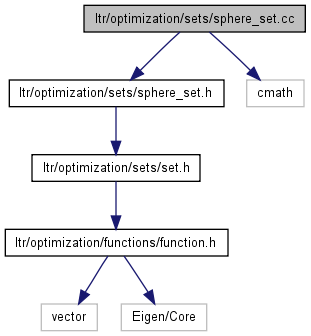 ltr/optimization/sets/sphere_set.cc
ltr/optimization/sets/sphere_set.h
cmath
ltr/optimization/sets/set.h
ltr/optimization/functions/function.h
vector
Eigen/Core